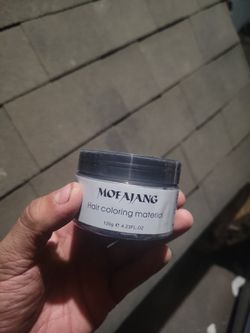 MOFAJANG
Hair coloring material
120g ℮ 4.23FL.OZ